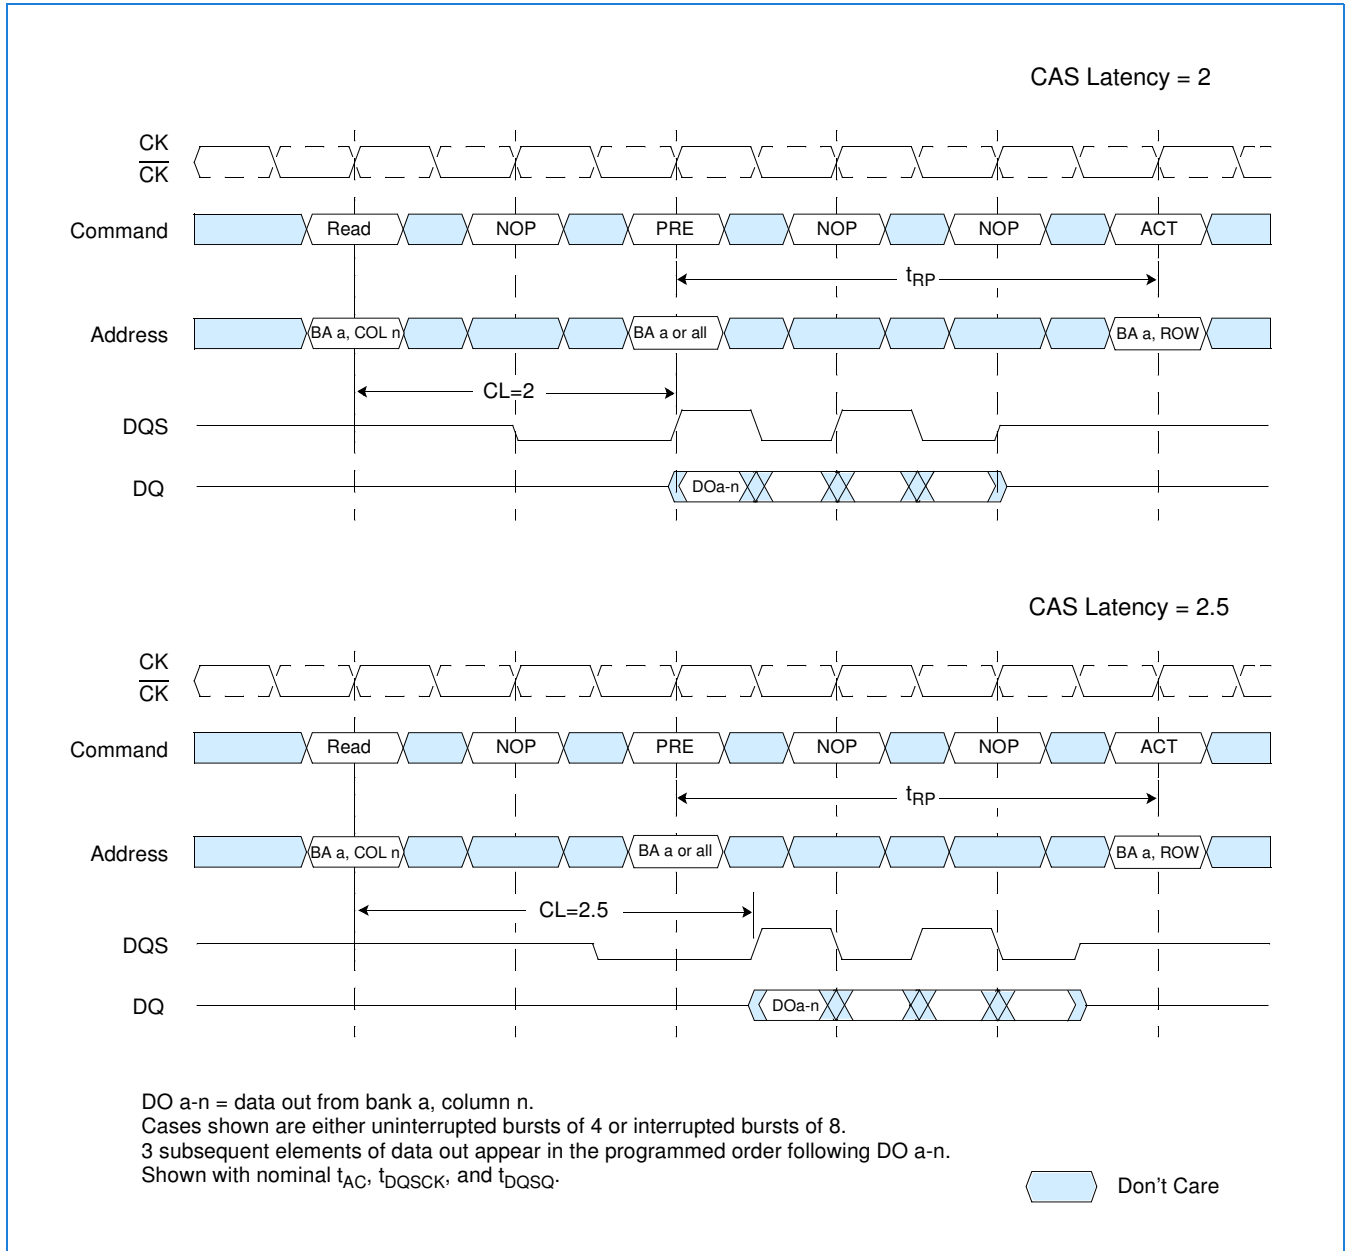 CAS Latency = 2
CK
CK
Command Read NOP PRE NOP NOP ACT
tRP
Address BA a, COL n BA a or all BA a, ROW
CL=2
DQS
DQ DOa-n
CAS Latency = 2.5
CK
CK
Command Read NOP PRE NOP NOP ACT
tRP
Address BA a, COL n BA a or all BA a, ROW
CL=2.5
DQS
DQ DOa-n
DO a-n = data out from bank a, column n.
Cases shown are either uninterrupted bursts of 4 or interrupted bursts of 8.
3 subsequent elements of data out appear in the programmed order following DO a-n.
Shown with nominal tAC, tDQSCK, and tDQSQ.
Don't Care